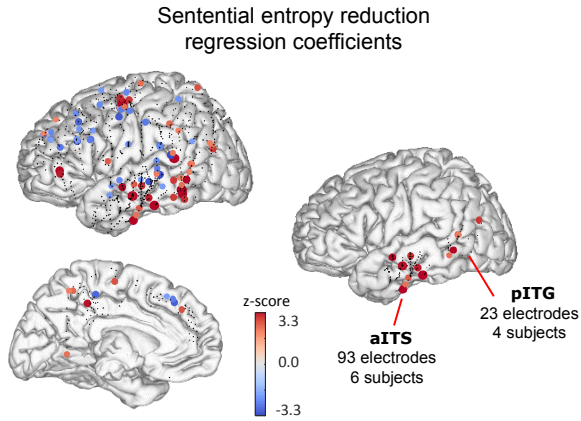 Sentential entropy reduction
regression coefficients
z-score
3.3
0.0
-3.3
aITS
93 electrodes
6 subjects
pITG
23 electrodes
4 subjects